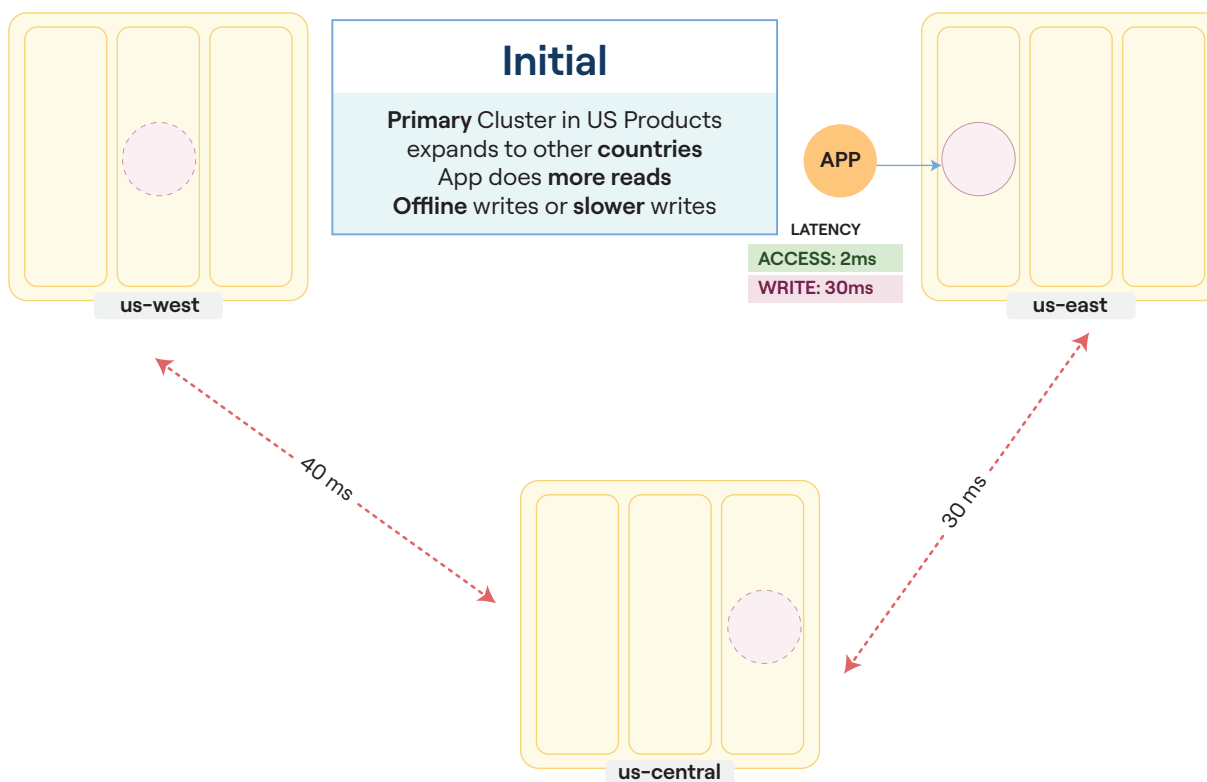 Initial
Primary Cluster in US Products
expands to other countries
App does more reads
Offline writes or slower writes
APP
LATENCY
ACCESS: 2ms
WRITE: 30ms
us-west
us-east
40 ms
30 ms
us-central